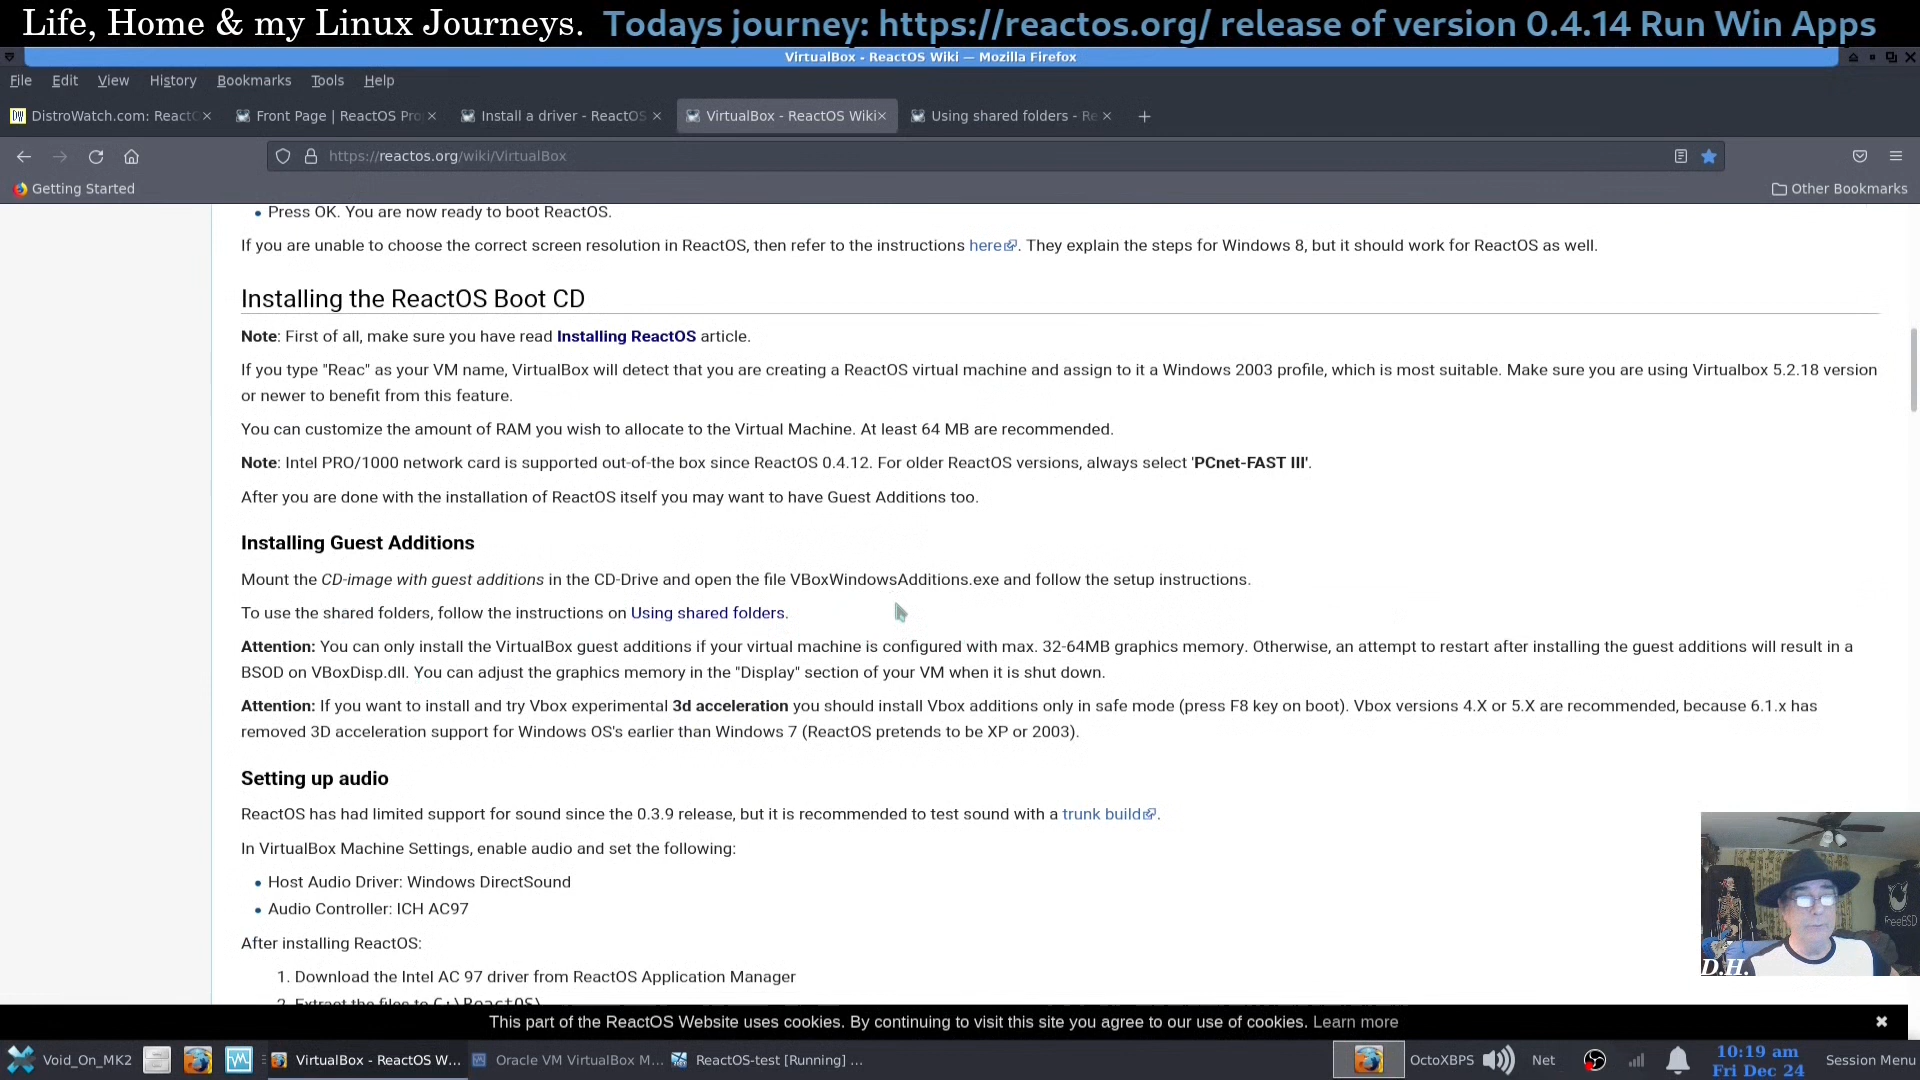 Life, Home & my Linux Journeys. Todays journey: https://reactos.org/ release of version 0.4.14 Run Win Apps
VirtualBox - ReactOS Wiki — Mozilla Firefox
File Edit View History Bookmarks Tools Help
DW DistroWatch.com: ReactO Front Page | ReactOS Pro Install a driver - ReactOS VirtualBox - ReactOS Wiki Using shared folders - Re
https://reactos.org/wiki/VirtualBox
Getting Started Other Bookmarks
Press OK. You are now ready to boot ReactOS.
If you are unable to choose the correct screen resolution in ReactOS, then refer to the instructions here. They explain the steps for Windows 8, but it should work for ReactOS as well.
Installing the ReactOS Boot CD
Note: First of all, make sure you have read Installing ReactOS article.
If you type "Reac" as your VM name, VirtualBox will detect that you are creating a ReactOS virtual machine and assign to it a Windows 2003 profile, which is most suitable. Make sure you are using Virtualbox 5.2.18 version
or newer to benefit from this feature.
You can customize the amount of RAM you wish to allocate to the Virtual Machine. At least 64 MB are recommended.
Note: Intel PRO/1000 network card is supported out-of-the box since ReactOS 0.4.12. For older ReactOS versions, always select 'PCnet-FAST III'.
After you are done with the installation of ReactOS itself you may want to have Guest Additions too.
Installing Guest Additions
Mount the CD-image with guest additions in the CD-Drive and open the file VBoxWindowsAdditions.exe and follow the setup instructions.
To use the shared folders, follow the instructions on Using shared folders.
Attention: You can only install the VirtualBox guest additions if your virtual machine is configured with max. 32-64MB graphics memory. Otherwise, an attempt to restart after installing the guest additions will result in a
BSOD on VBoxDisp.dll. You can adjust the graphics memory in the "Display" section of your VM when it is shut down.
Attention: If you want to install and try Vbox experimental 3d acceleration you should install Vbox additions only in safe mode (press F8 key on boot). Vbox versions 4.X or 5.X are recommended, because 6.1.x has
removed 3D acceleration support for Windows OS's earlier than Windows 7 (ReactOS pretends to be XP or 2003).
Setting up audio
ReactOS has had limited support for sound since the 0.3.9 release, but it is recommended to test sound with a trunk build.
In VirtualBox Machine Settings, enable audio and set the following:
Host Audio Driver: Windows DirectSound
Audio Controller: ICH AC97
After installing ReactOS:
1. Download the Intel AC 97 driver from ReactOS Application Manager
2. Extract the files to C:\ReactOS\
FreeBSD
D.H.
This part of the ReactOS Website uses cookies. By continuing to visit this site you agree to our use of cookies. Learn more
Void_On_MK2 VirtualBox - ReactOS W... Oracle VM VirtualBox M... ReactOS-test [Running] ... OctoXBPS Net 10:19 am Session Menu
Fri Dec 24